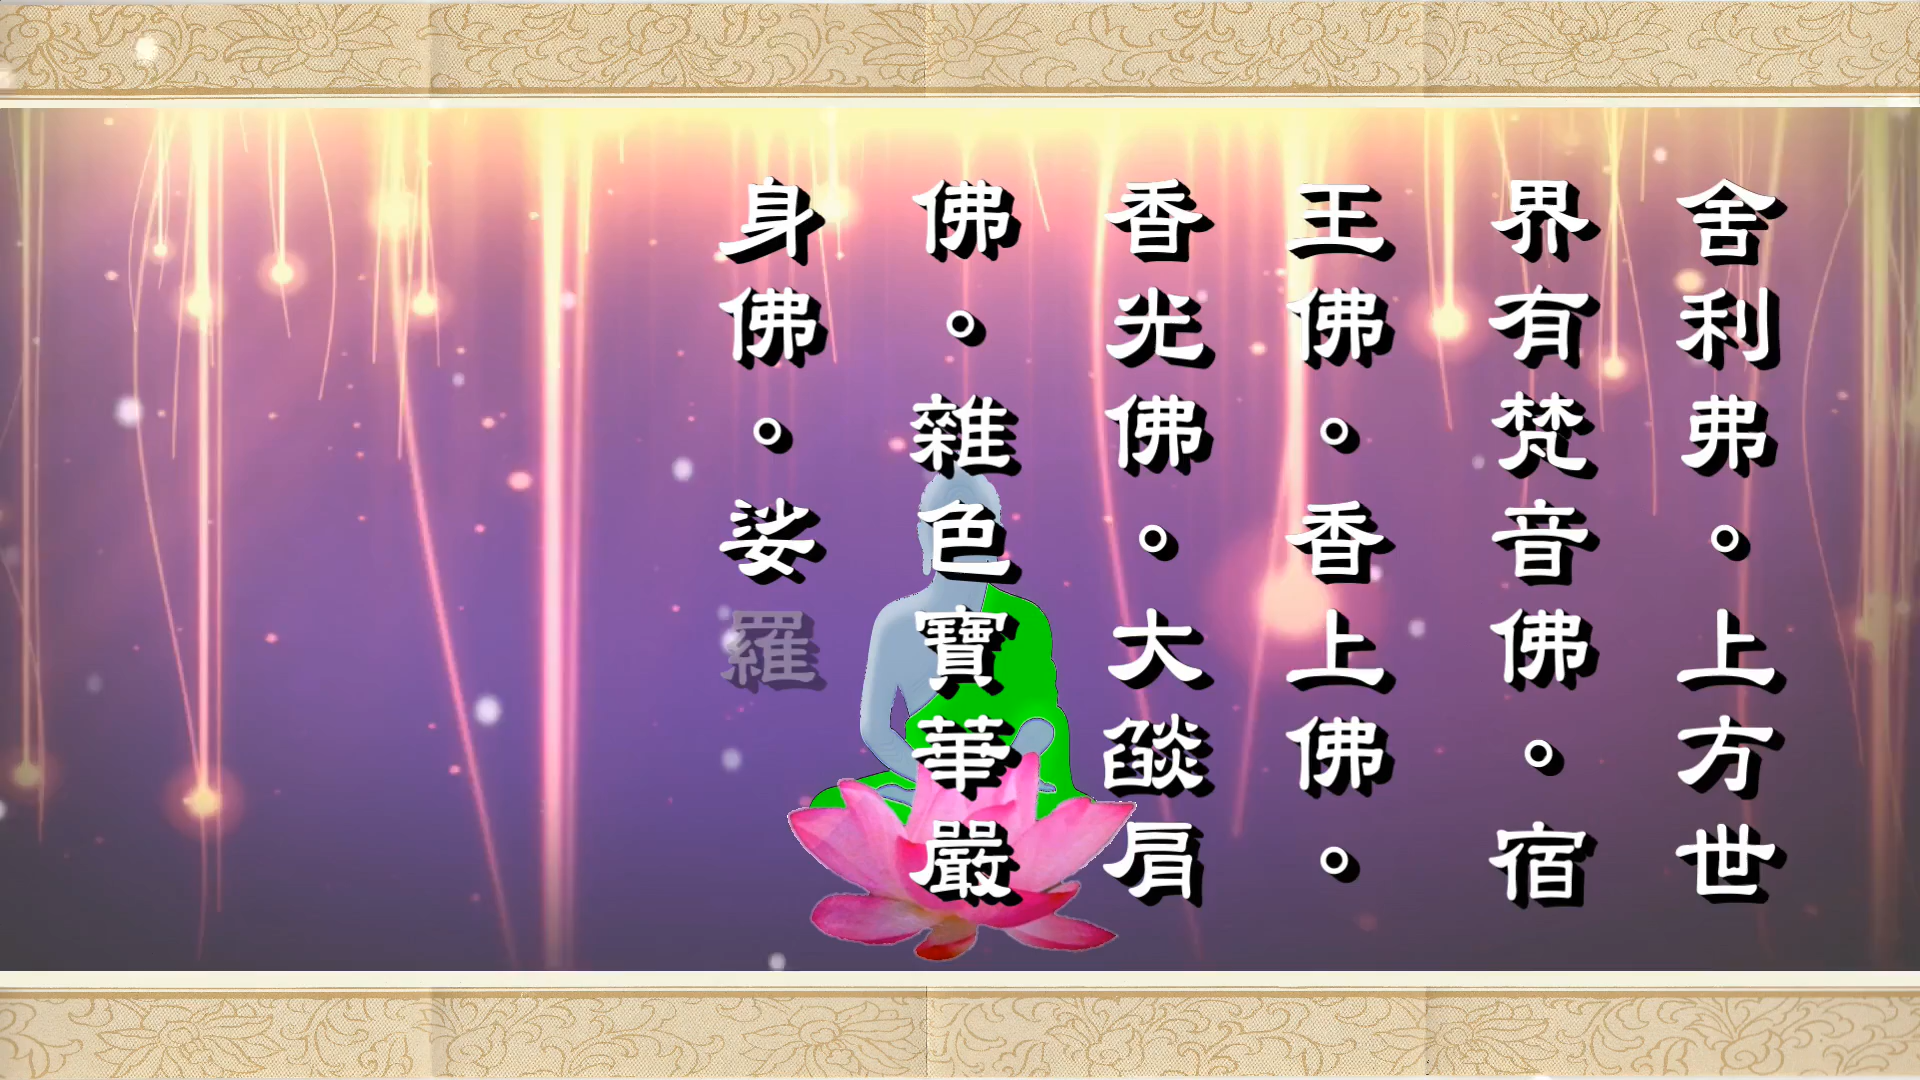 舍利弗。上方世
界有梵音佛。宿
王佛。香上佛。
香光佛。大燄肩
佛。雜色寶華嚴
身佛。娑羅